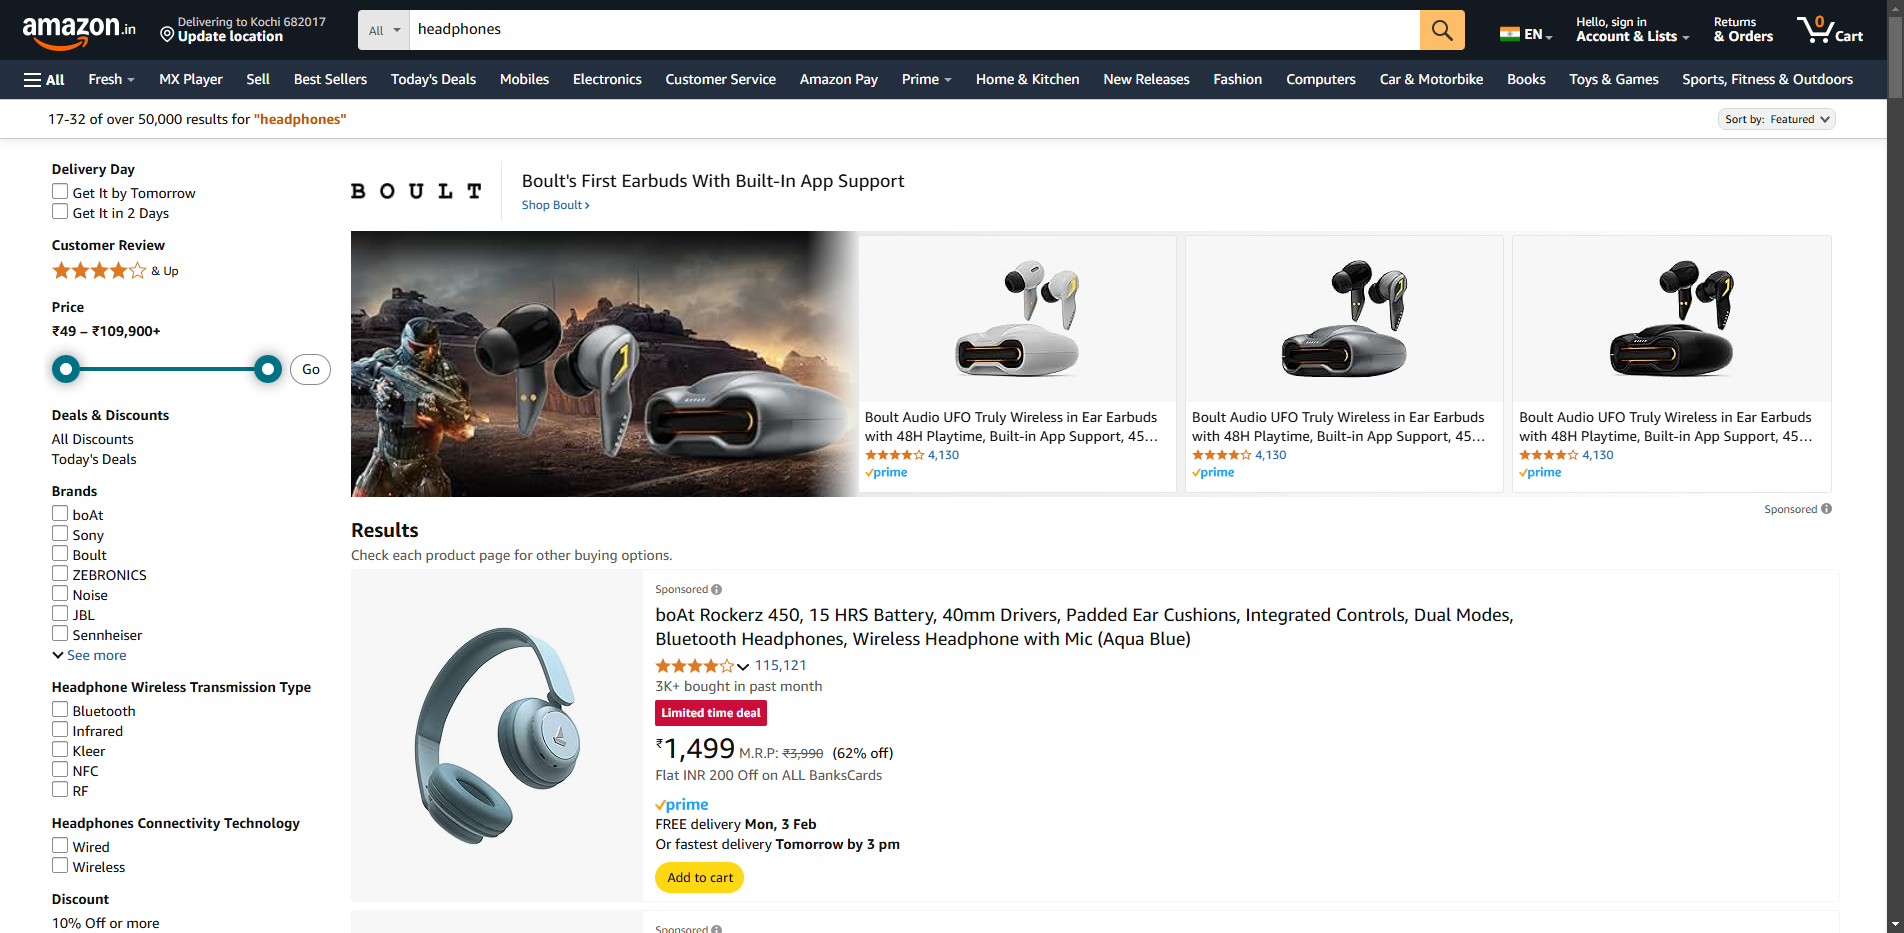 amazon.in
Delivering to Kochi 682017
Update location
All
headphones
EN
Hello, sign in
Account & Lists
Returns
& Orders
0
Cart
All
Fresh
MX Player
Sell
Best Sellers
Today's Deals
Mobiles
Electronics
Customer Service
Amazon Pay
Prime
Home & Kitchen
New Releases
Fashion
Computers
Car & Motorbike
Books
Toys & Games
Sports, Fitness & Outdoors
17-32 of over 50,000 results for "headphones"
Sort by: Featured
Delivery Day
Get It by Tomorrow
Get It in 2 Days
Customer Review
& Up
Price
₹49 – ₹109,900+
Go
Deals & Discounts
All Discounts
Today's Deals
Brands
boAt
Sony
Boult
ZEBRONICS
Noise
JBL
Sennheiser
See more
Headphone Wireless Transmission Type
Bluetooth
Infrared
Kleer
NFC
RF
Headphones Connectivity Technology
Wired
Wireless
Discount
10% Off or more
BOULT
Boult's First Earbuds With Built-In App Support
Shop Boult
BOULT
Boult Audio UFO Truly Wireless in Ear Earbuds
with 48H Playtime, Built-in App Support, 45…
4,130
prime
Boult Audio UFO Truly Wireless in Ear Earbuds
with 48H Playtime, Built-in App Support, 45…
4,130
prime
Boult Audio UFO Truly Wireless in Ear Earbuds
with 48H Playtime, Built-in App Support, 45…
4,130
prime
Sponsored
Results
Check each product page for other buying options.
Sponsored
boAt Rockerz 450, 15 HRS Battery, 40mm Drivers, Padded Ear Cushions, Integrated Controls, Dual Modes,
Bluetooth Headphones, Wireless Headphone with Mic (Aqua Blue)
115,121
3K+ bought in past month
Limited time deal
₹1,499 M.R.P: ₹3,990 (62% off)
Flat INR 200 Off on ALL BanksCards
prime
FREE delivery Mon, 3 Feb
Or fastest delivery Tomorrow by 3 pm
Add to cart
Sponsored